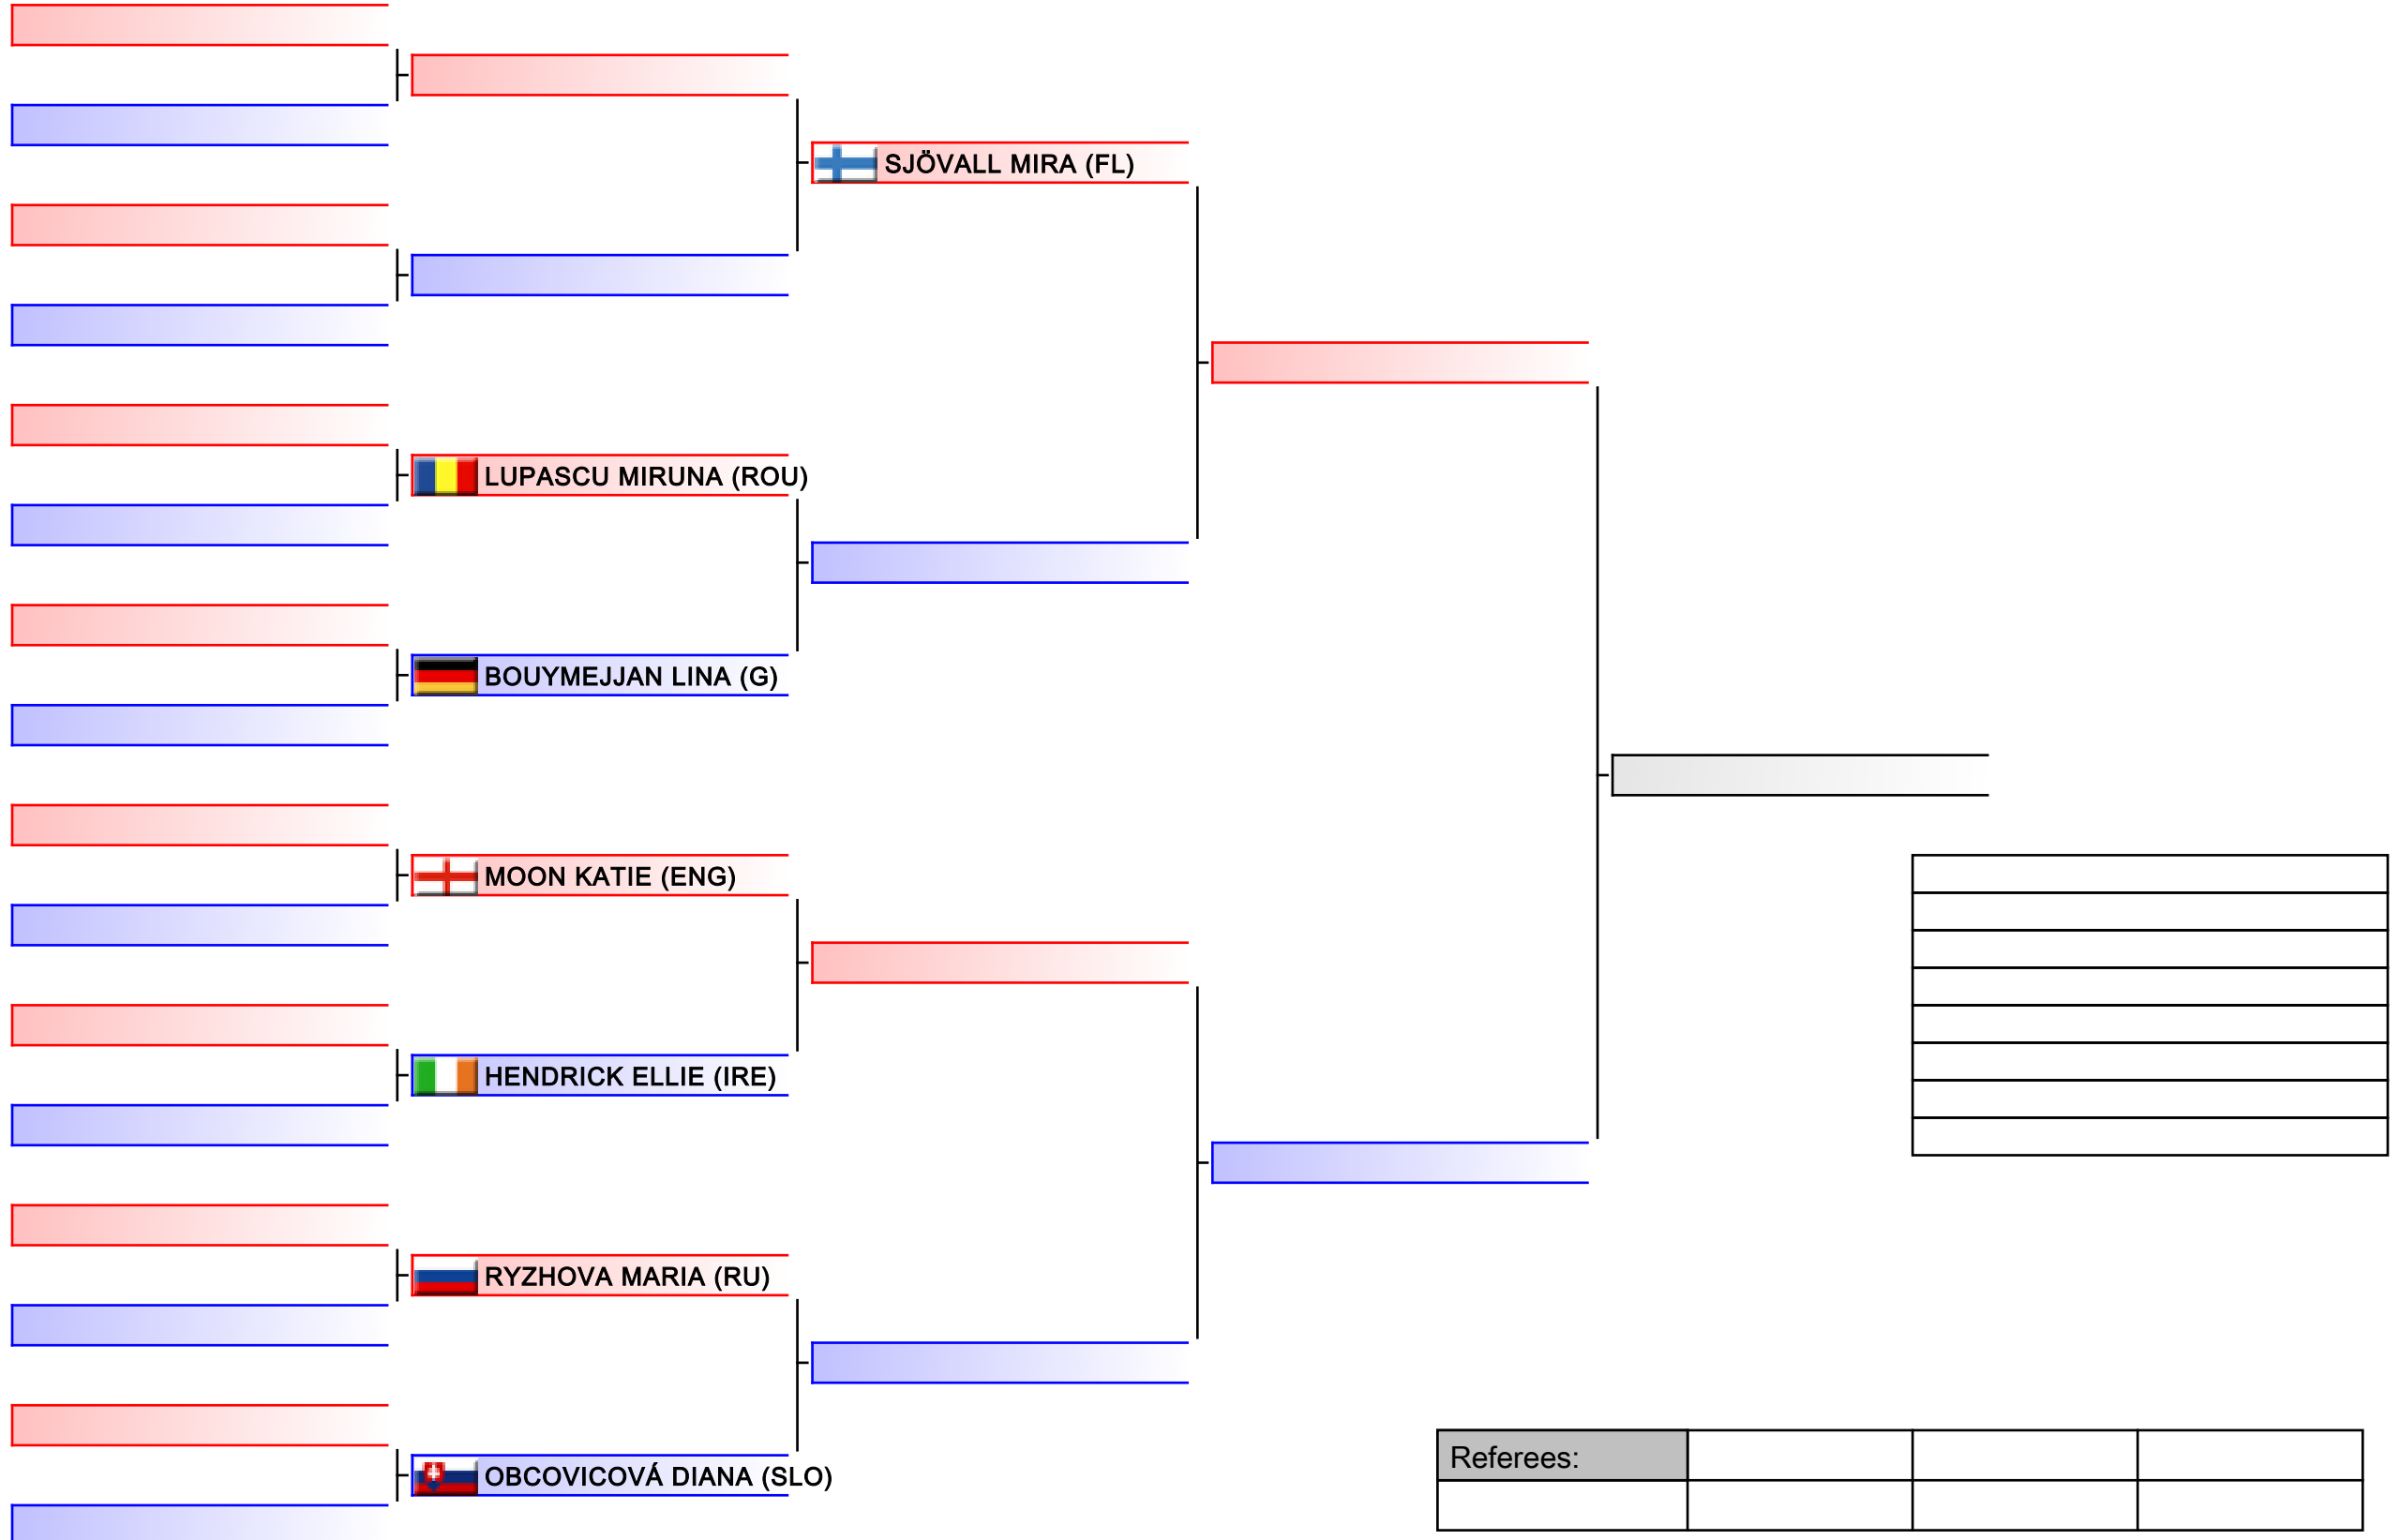 SJÖVALL MIRA (FL)
LUPASCU MIRUNA (ROU)
BOUYMEJJAN LINA (G)
MOON KATIE (ENG)
HENDRICK ELLIE (IRE)
RYZHOVA MARIA (RU)
OBCOVICOVÁ DIANA (SLO)
Referees: